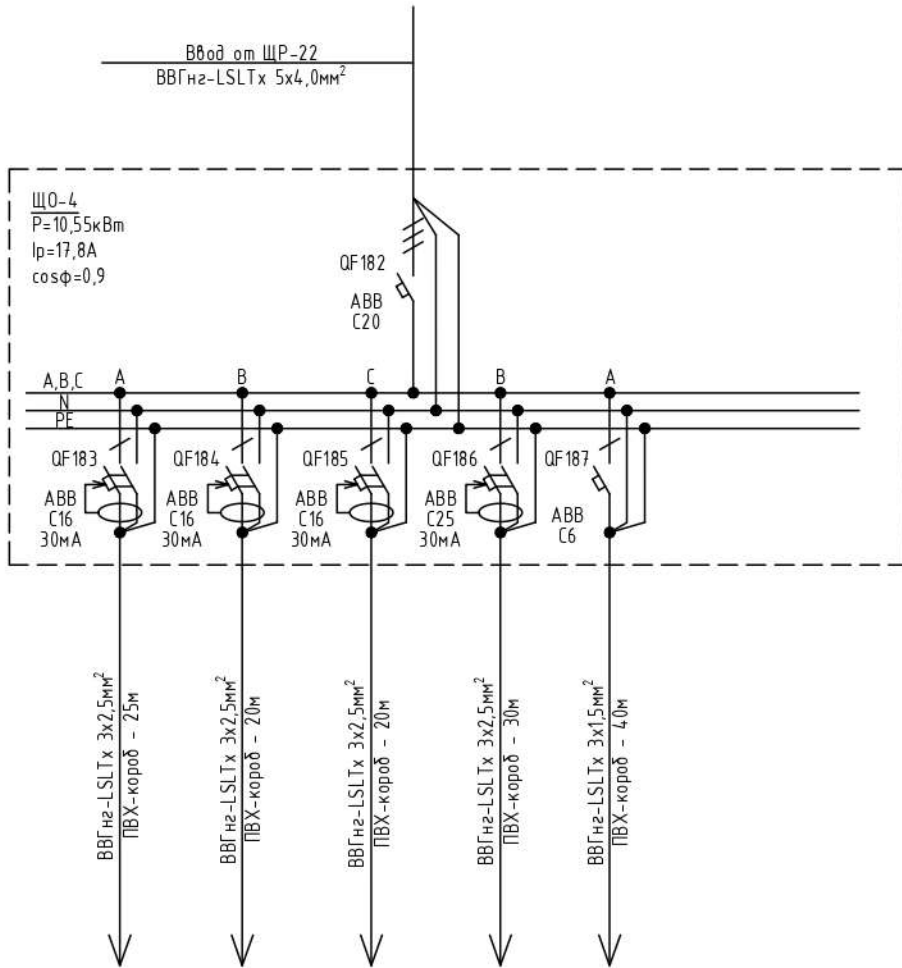 Ввод от ЩР-22
ВВГнг-LSLTx 5х4,0мм²
ЩО-4
Р=10,55кВт
Iр=17,8А
cosφ=0,9
QF182
ABB
C20
A,B,C
A
B
C
B
A
N
PE
QF183
QF184
QF185
QF186
QF187
ABB
C16
30мА
ABB
C16
30мА
ABB
C16
30мА
ABB
C25
30мА
ABB
C6
ВВГнг-LSLTx 3х2,5мм²
ПВХ-короб - 25м
ВВГнг-LSLTx 3х2,5мм²
ПВХ-короб - 20м
ВВГнг-LSLTx 3х2,5мм²
ПВХ-короб - 20м
ВВГнг-LSLTx 3х2,5мм²
ПВХ-короб - 30м
ВВГнг-LSLTx 3х1,5мм²
ПВХ-короб - 40м